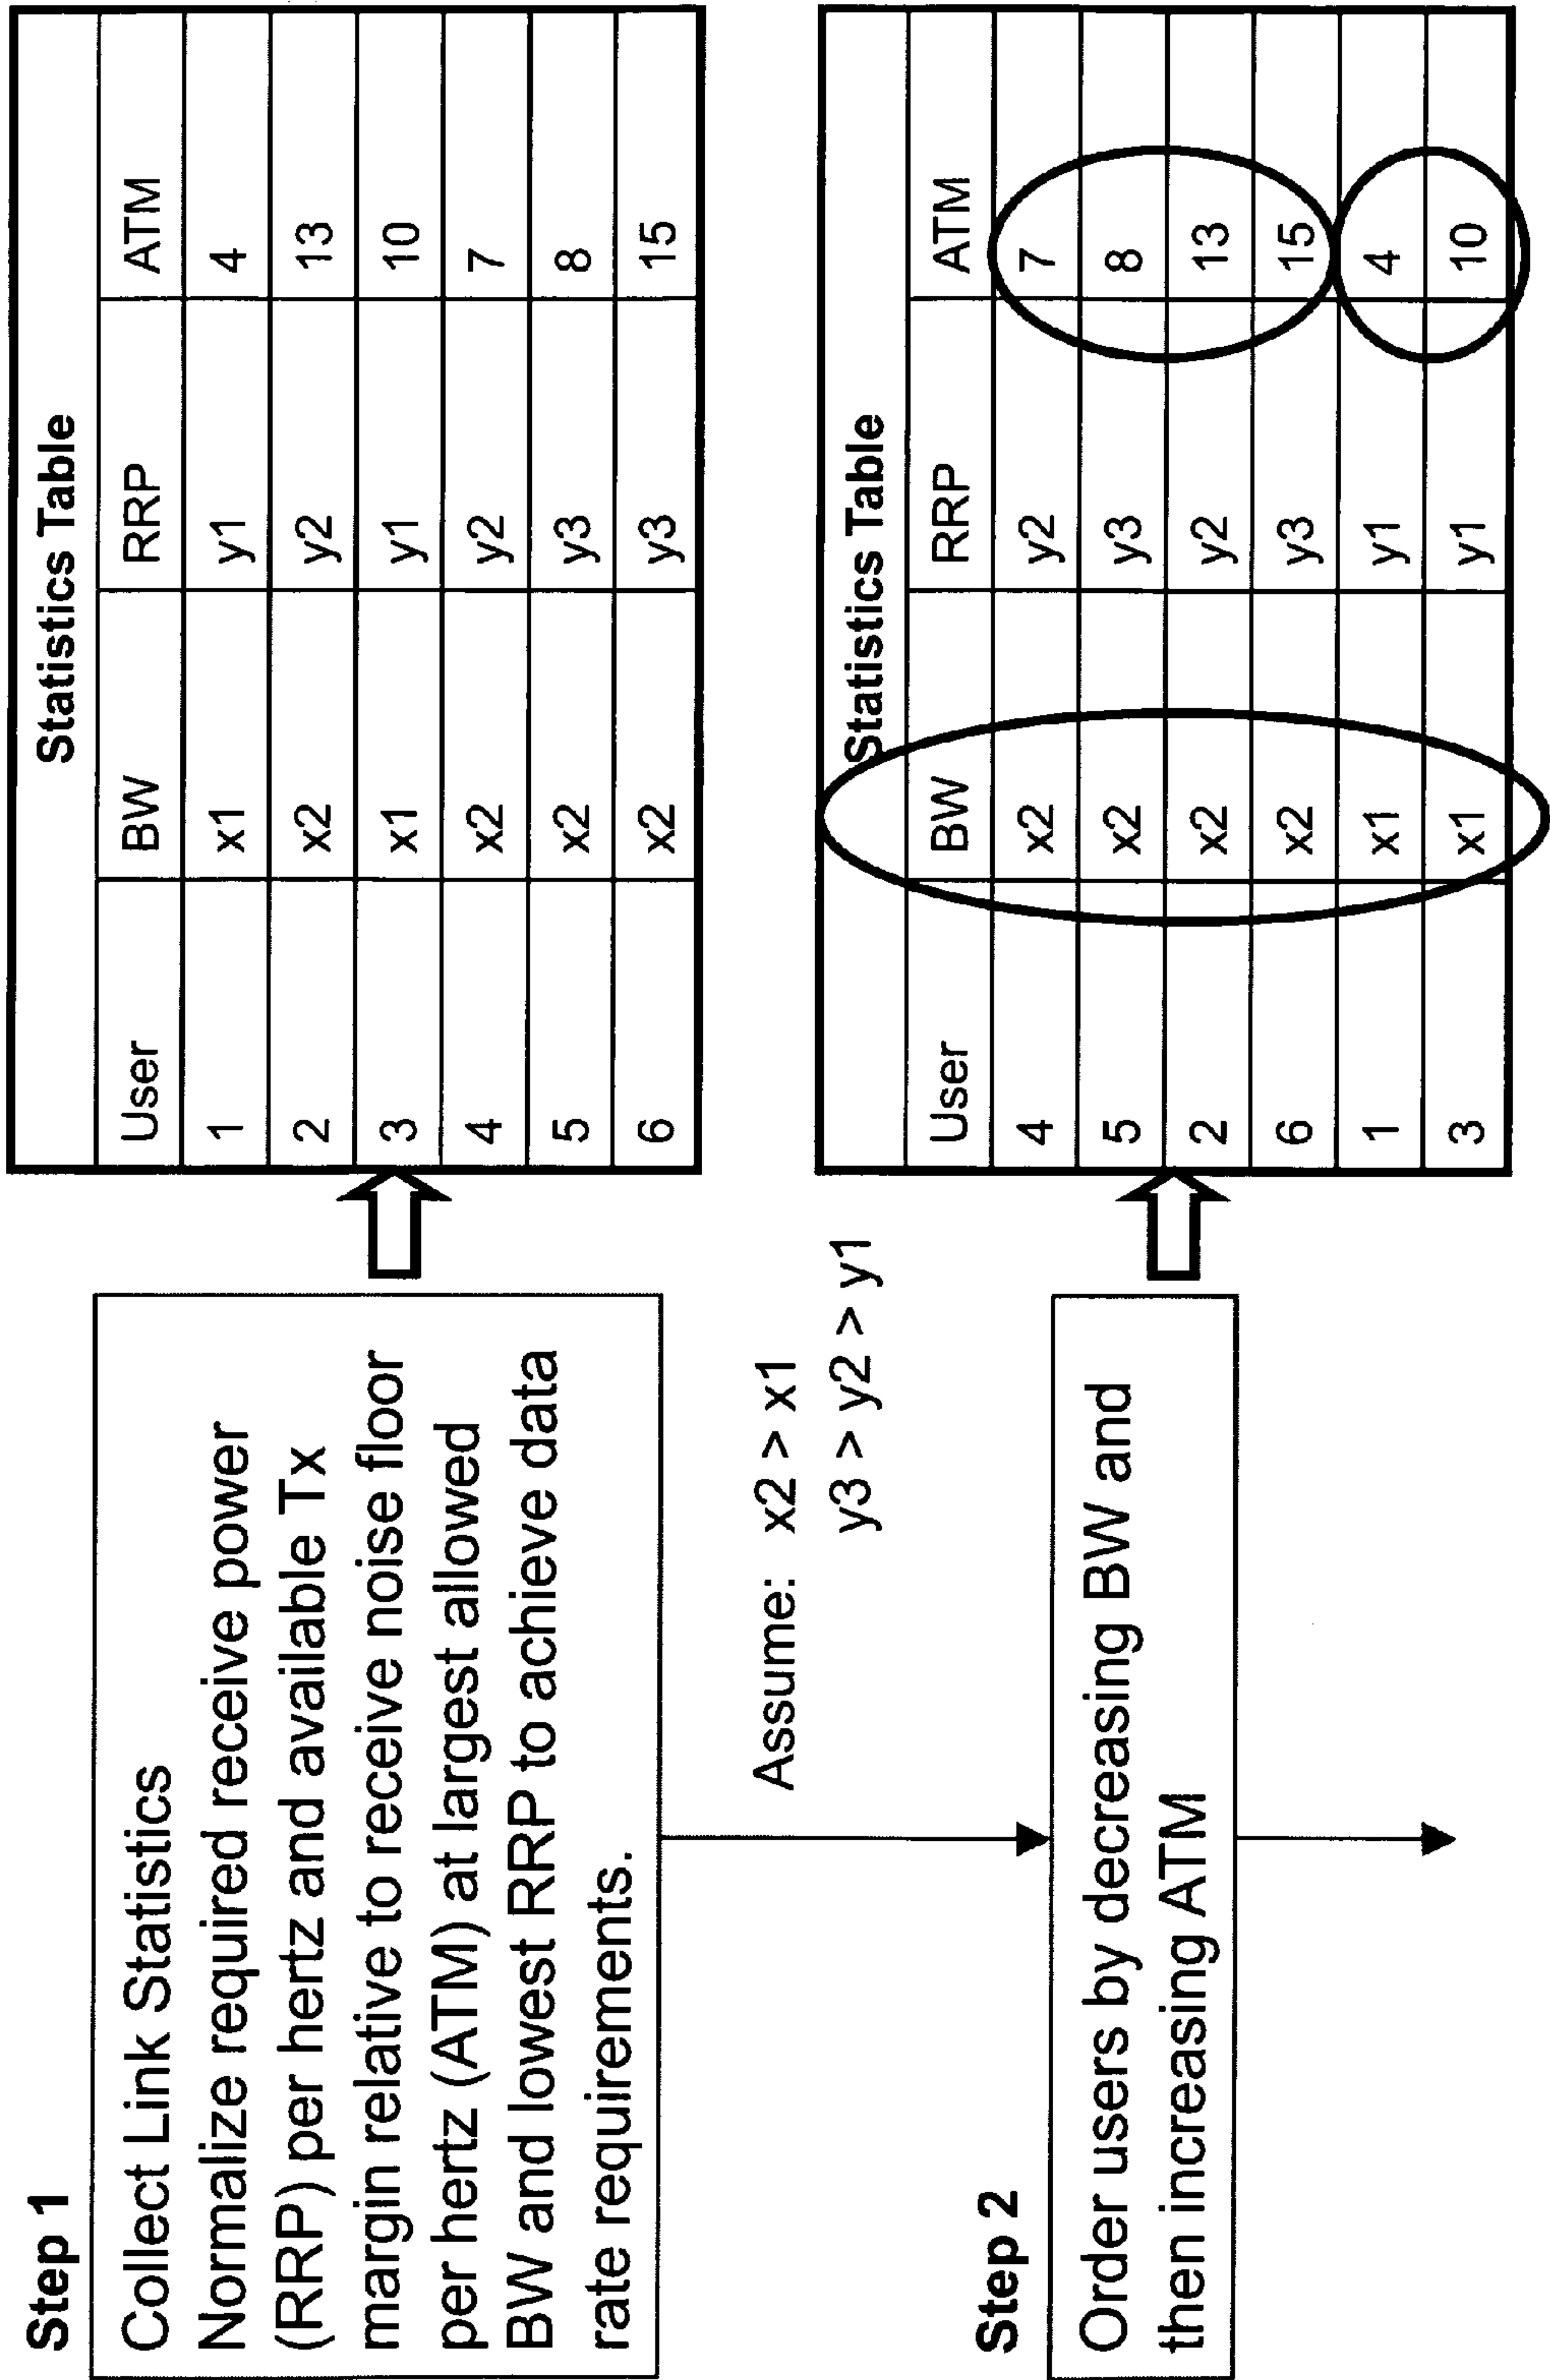 Step 1
Collect Link Statistics
Normalize required receive power
(RRP) per hertz and available Tx
margin relative to receive noise floor
per hertz (ATM) at largest allowed
BW and lowest RRP to achieve data
rate requirements.
Statistics Table
User BW RRP ATM
1 x1 y1 4
2 x2 y2 13
3 x1 y1 10
4 x2 y2 7
5 x2 y3 8
6 x2 y3 15
Assume: x2 > x1
y3 > y2 > y1
Step 2
Order users by decreasing BW and
then increasing ATM
Statistics Table
User BW RRP ATM
4 x2 y2 7
5 x2 y3 8
2 x2 y2 13
6 x2 y3 15
1 x1 y1 4
3 x1 y1 10